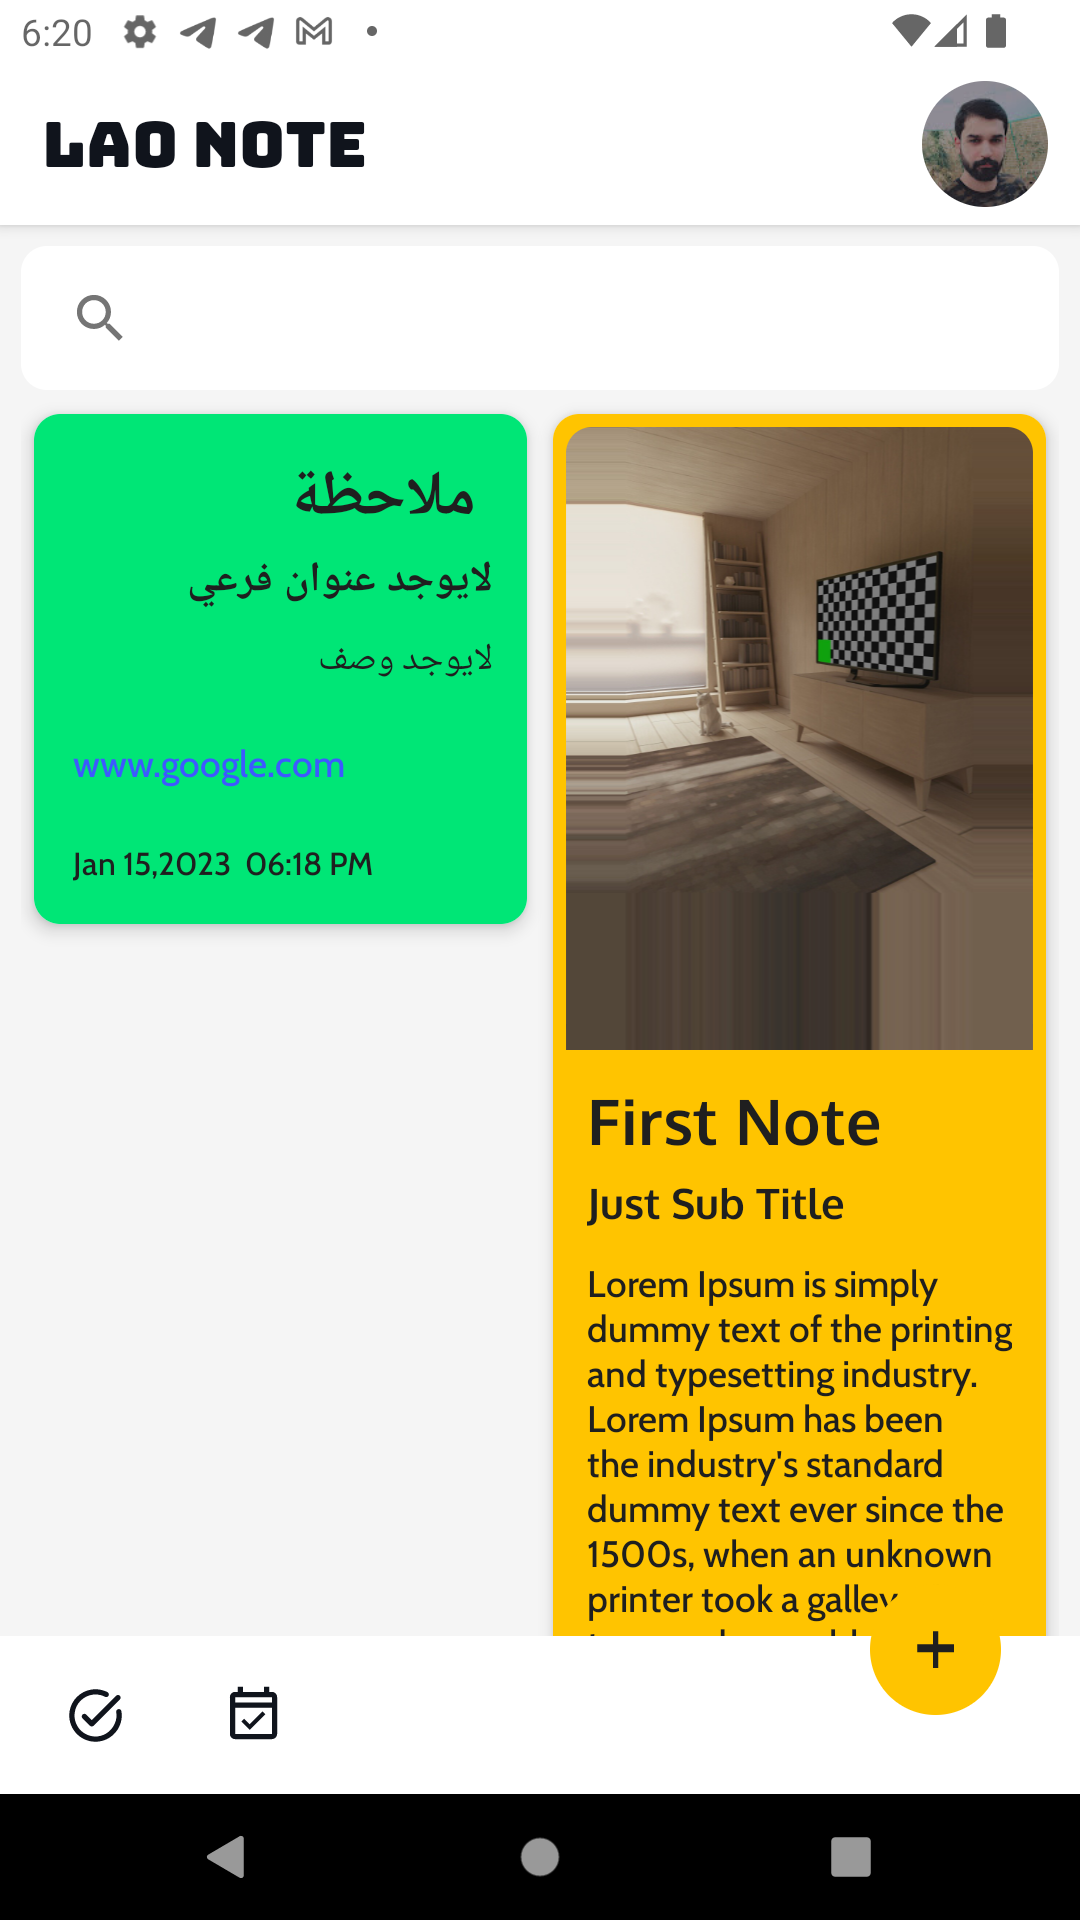 6:20
LAO NOTE
ملاحظة
لايوجد عنوان فرعي
لايوجد وصف
www.google.com
Jan 15,2023 06:18 PM
First Note
Just Sub Title
Lorem Ipsum is simply
dummy text of the printing
and typesetting industry.
Lorem Ipsum has been
the industry's standard
dummy text ever since the
1500s, when an unknown
printer took a galley